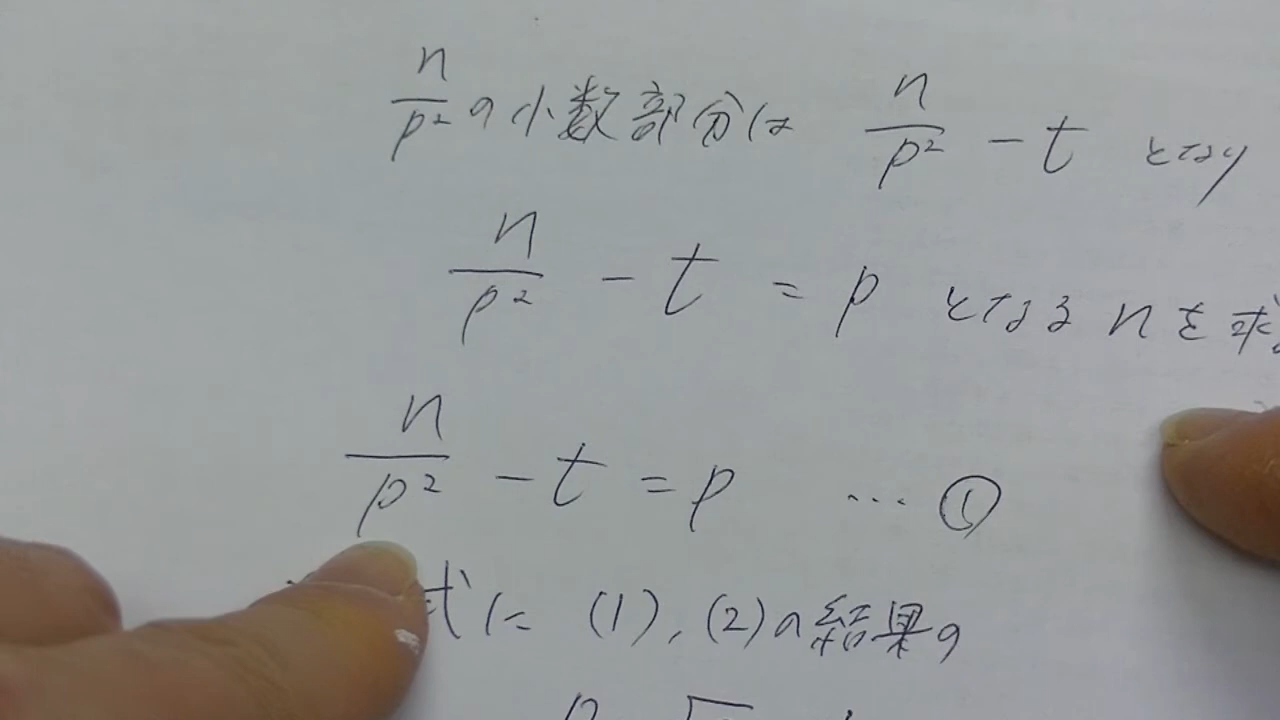 n/p² の小数部分は n/p² − t となり
n/p² − t = p となる n を求
n/p² − t = p … ①
式に (1), (2)の結果の